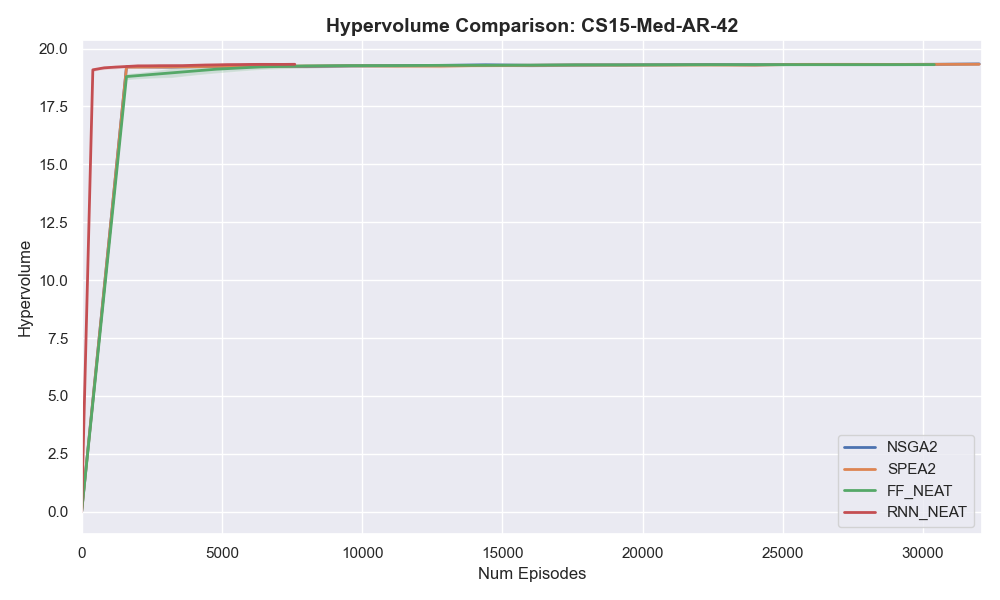 Hypervolume Comparison: CS15-Med-AR-42
Hypervolume
20.0
17.5
15.0
12.5
10.0
7.5
5.0
2.5
0.0
0 5000 10000 15000 20000 25000 30000
Num Episodes
NSGA2
SPEA2
FF_NEAT
RNN_NEAT